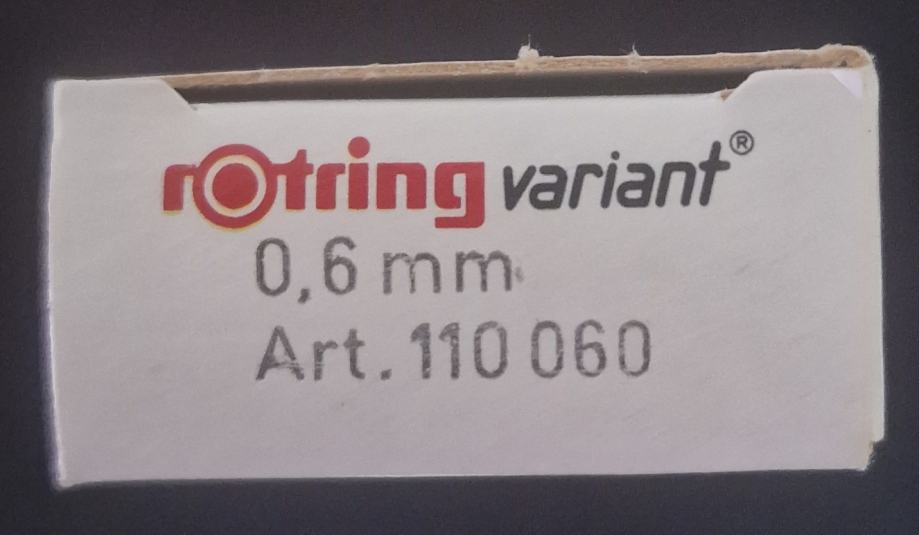 rotring variant®
0,6 mm
Art. 110 060